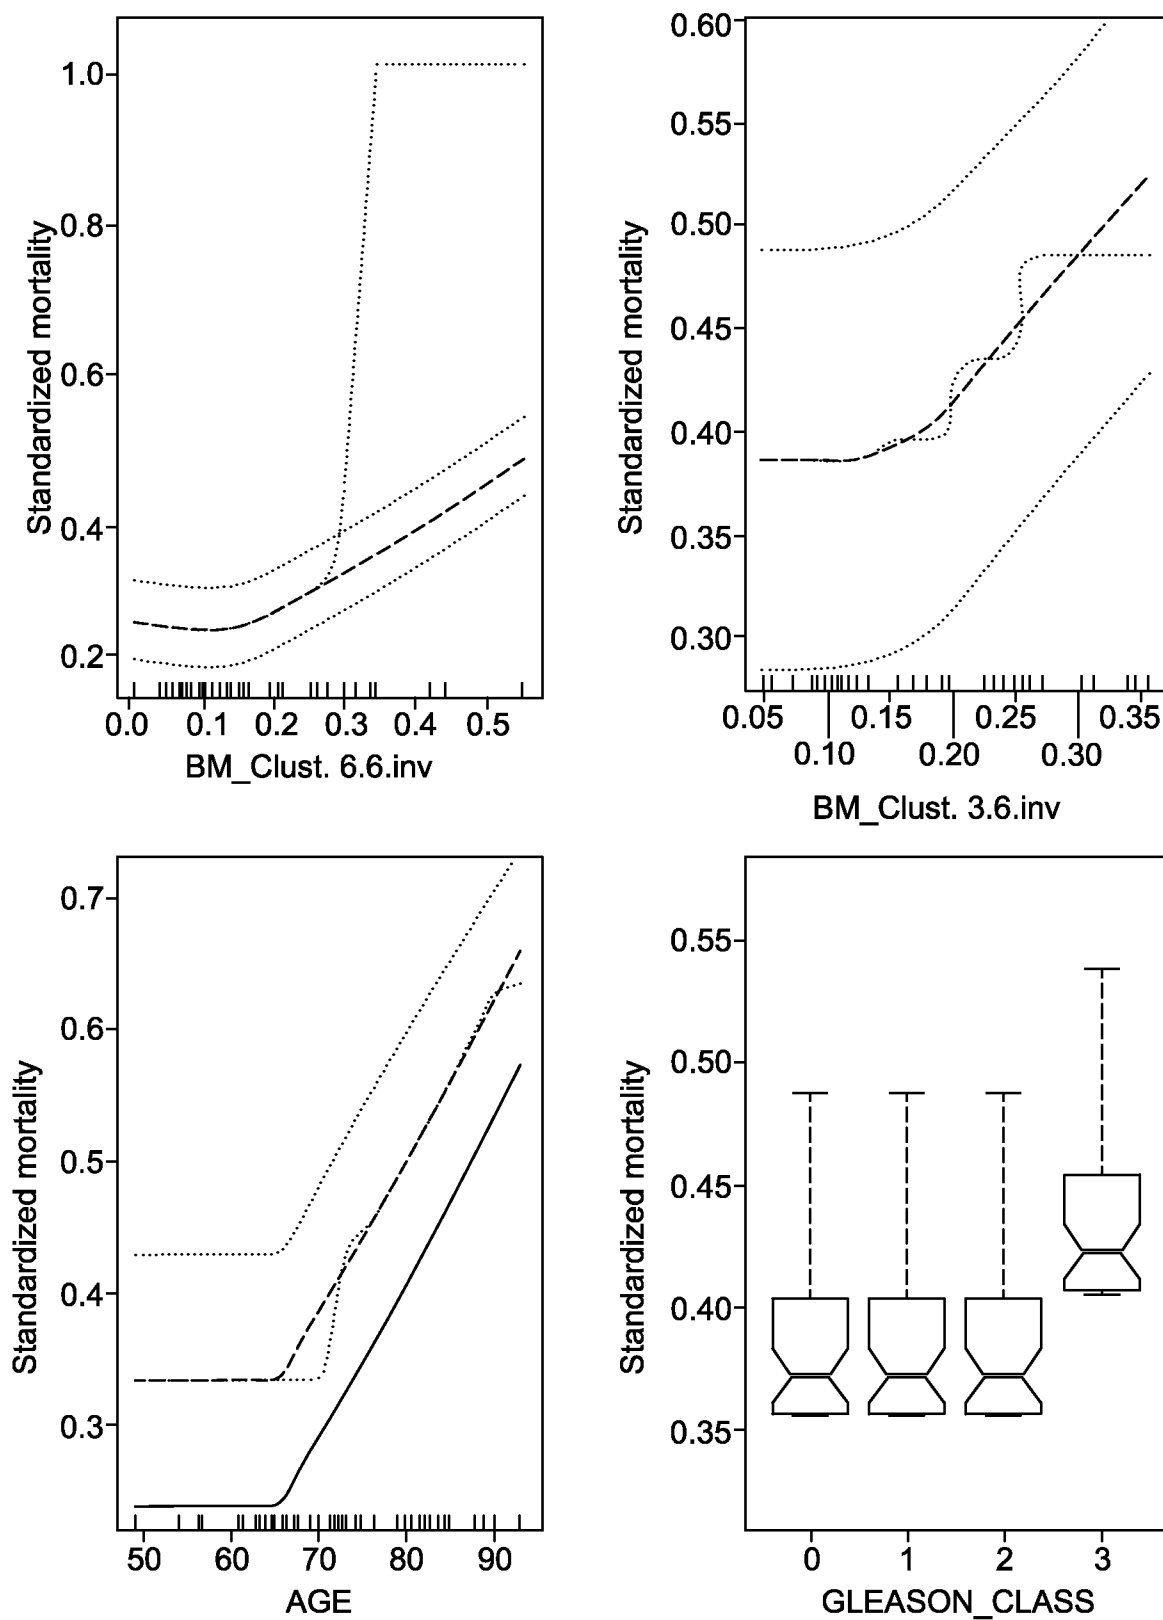 Standardized mortality
1.0
0.8
0.6
0.4
0.2
0.0 0.1 0.2 0.3 0.4 0.5
BM_Clust. 6.6.inv
Standardized mortality
0.60
0.55
0.50
0.45
0.40
0.35
0.30
0.05 0.15 0.25 0.35
0.10 0.20 0.30
BM_Clust. 3.6.inv
Standardized mortality
0.7
0.6
0.5
0.4
0.3
50 60 70 80 90
AGE
Standardized mortality
0.55
0.50
0.45
0.40
0.35
0 1 2 3
GLEASON_CLASS